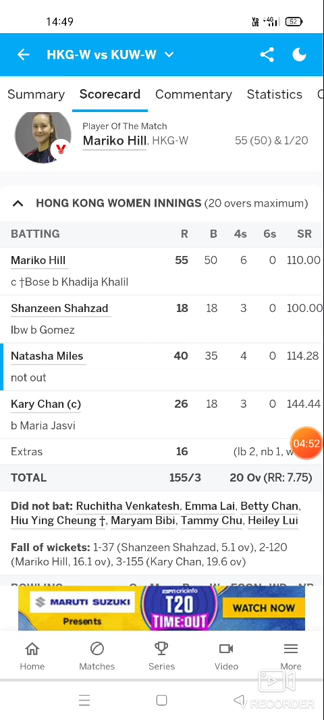 14:49
52
HKG-W vs KUW-W
Summary Scorecard Commentary Statistics
Player Of The Match
Mariko Hill, HKG-W 55 (50) & 1/20
HONG KONG WOMEN INNINGS (20 overs maximum)
BATTING R B 4s 6s SR
Mariko Hill 55 50 6 0 110.00
c †Bose b Khadija Khalil
Shanzeen Shahzad 18 18 3 0 100.00
lbw b Gomez
Natasha Miles 40 35 4 0 114.28
not out
Kary Chan (c) 26 18 3 0 144.44
b Maria Jasvi
04:52
Extras 16 (lb 2, nb 1, w
TOTAL 155/3 20 Ov (RR: 7.75)
Did not bat: Ruchitha Venkatesh, Emma Lai, Betty Chan,
Hiu Ying Cheung †, Maryam Bibi, Tammy Chu, Heiley Lui
Fall of wickets: 1-37 (Shanzeen Shahzad, 5.1 ov), 2-120
(Mariko Hill, 16.1 ov), 3-155 (Kary Chan, 19.6 ov)
MARUTI SUZUKI
Presents
ESPN cricinfo
T20
TIME:OUT
WATCH NOW
Home Matches Series Video More
RECORDER